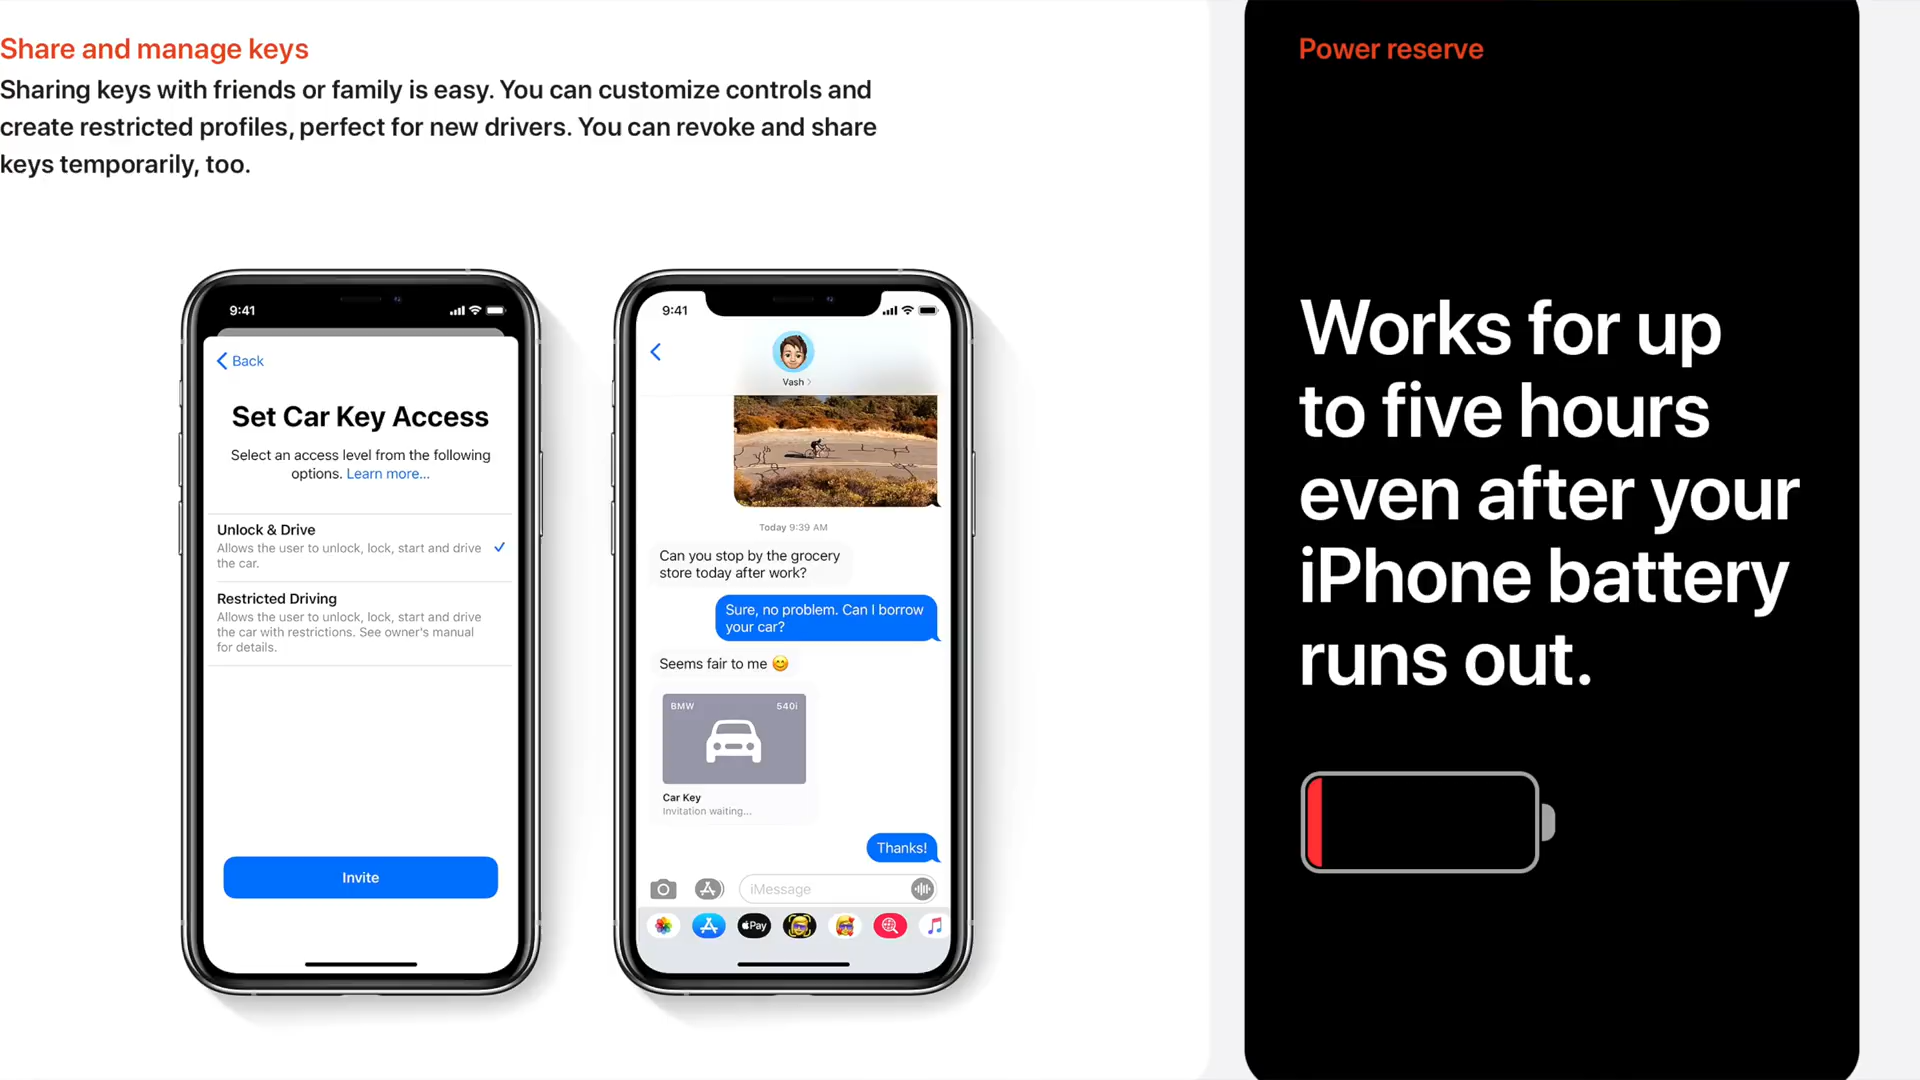 Share and manage keys
Sharing keys with friends or family is easy. You can customize controls and
create restricted profiles, perfect for new drivers. You can revoke and share
keys temporarily, too.
9:41
Back
Set Car Key Access
Select an access level from the following
options. Learn more...
Unlock & Drive
Allows the user to unlock, lock, start and drive
the car.
Restricted Driving
Allows the user to unlock, lock, start and drive
the car with restrictions. See owner's manual
for details.
Invite
9:41
Vash
Today 9:39 AM
Can you stop by the grocery
store today after work?
Sure, no problem. Can I borrow
your car?
Seems fair to me 😊
BMW 540i
Car Key
Invitation waiting...
Thanks!
iMessage
Pay
Power reserve
Works for up
to five hours
even after your
iPhone battery
runs out.